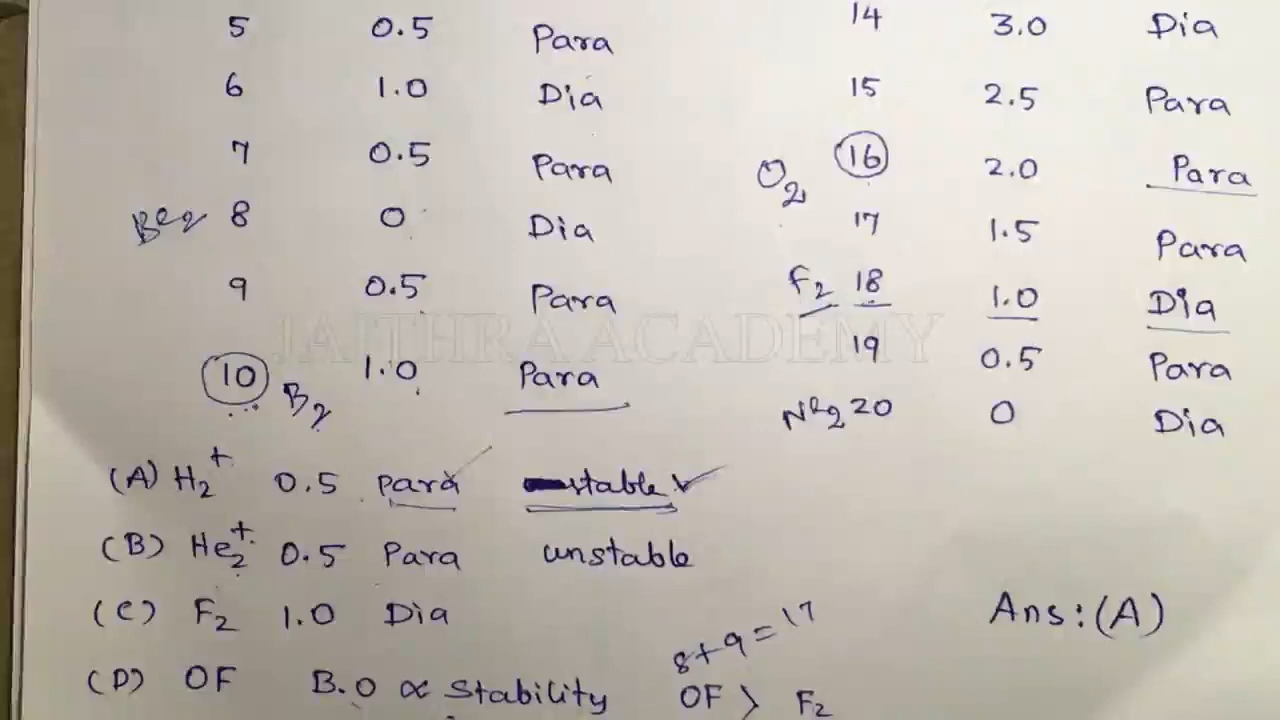 5 0.5 Para
6 1.0 Dia
7 0.5 Para
Be2 8 0 Dia
9 0.5 Para
10 B2 1.0 Para
14 3.0 Dia
15 2.5 Para
O2 16 2.0 Para
17 1.5 Para
F2 18 1.0 Dia
19 0.5 Para
Ne2 20 0 Dia
JAITHRA ACADEMY
(A) H2+ 0.5 Para stable ✓
(B) He2+ 0.5 Para unstable
(C) F2 1.0 Dia
Ans: (A)
8+9=17
(D) OF B.O ∝ Stability OF > F2